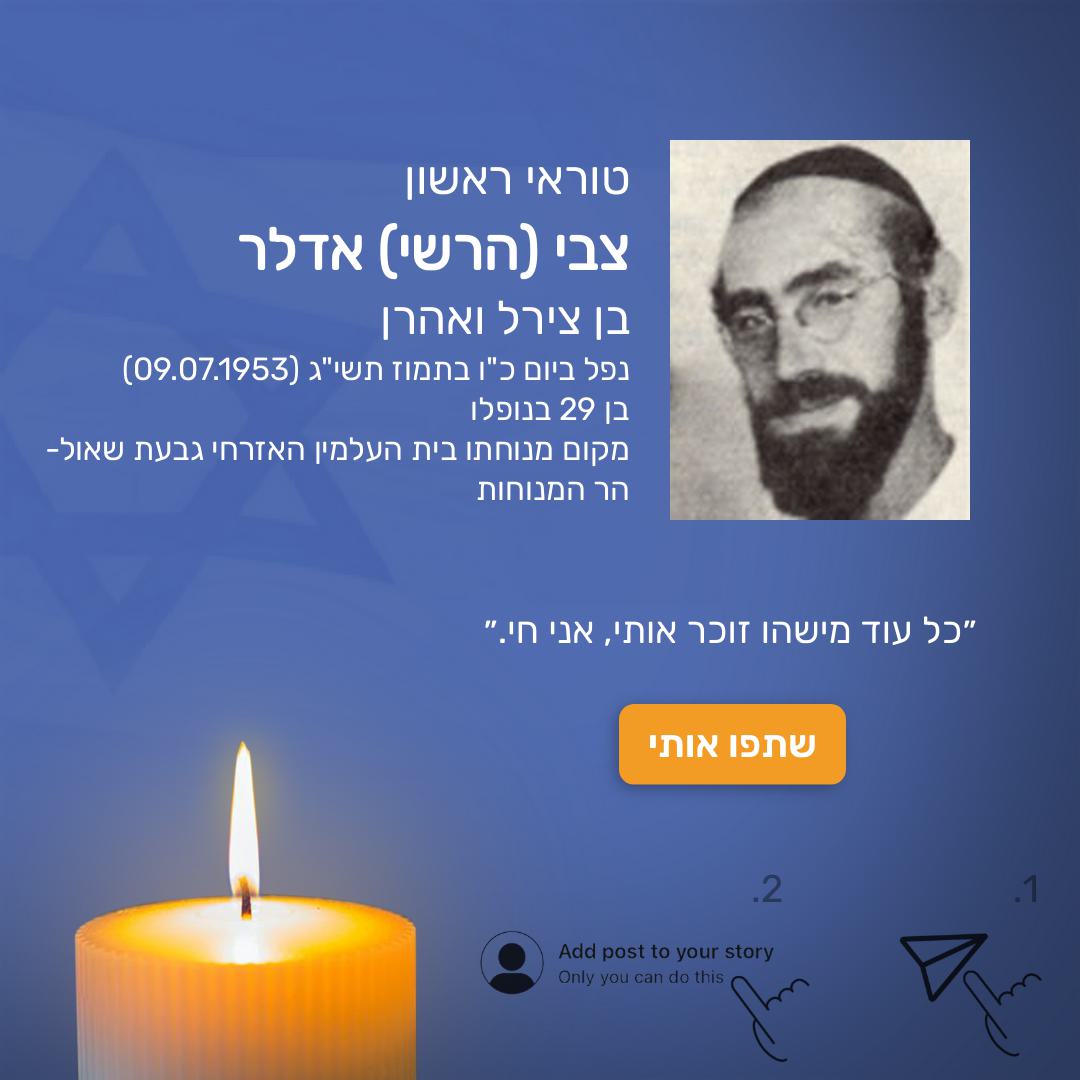 טוראי ראשון
צבי (הרשי) אדלר
בן צירל ואהרן
נפל ביום כ"ו בתמוז תשי"ג (09.07.1953)
בן 29 בנופלו
מקום מנוחתו בית העלמין האזרחי גבעת שאול-
הר המנוחות
״כל עוד מישהו זוכר אותי, אני חי.״
שתפו אותי
.1
.2
Add post to your story
Only you can do this